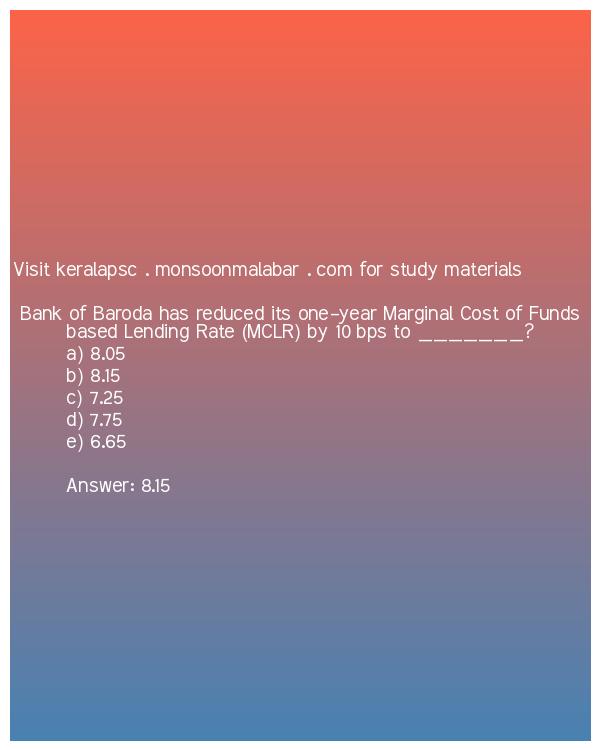 Visit keralapsc . monsoonmalabar . com for study materials
Bank of Baroda has reduced its one-year Marginal Cost of Funds
based Lending Rate (MCLR) by 10 bps to _______?
a) 8.05
b) 8.15
c) 7.25
d) 7.75
e) 6.65
Answer: 8.15